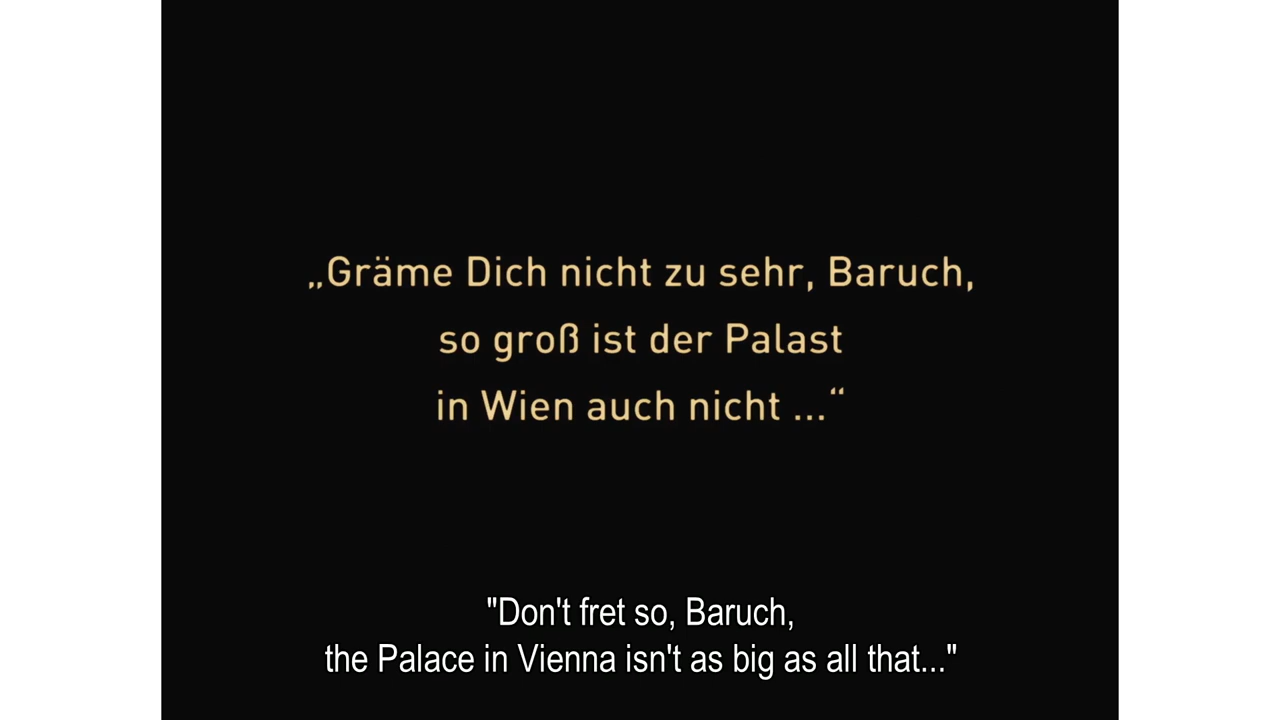 „Gräme Dich nicht zu sehr, Baruch,
so groß ist der Palast
in Wien auch nicht ...“
"Don't fret so, Baruch,
the Palace in Vienna isn't as big as all that..."